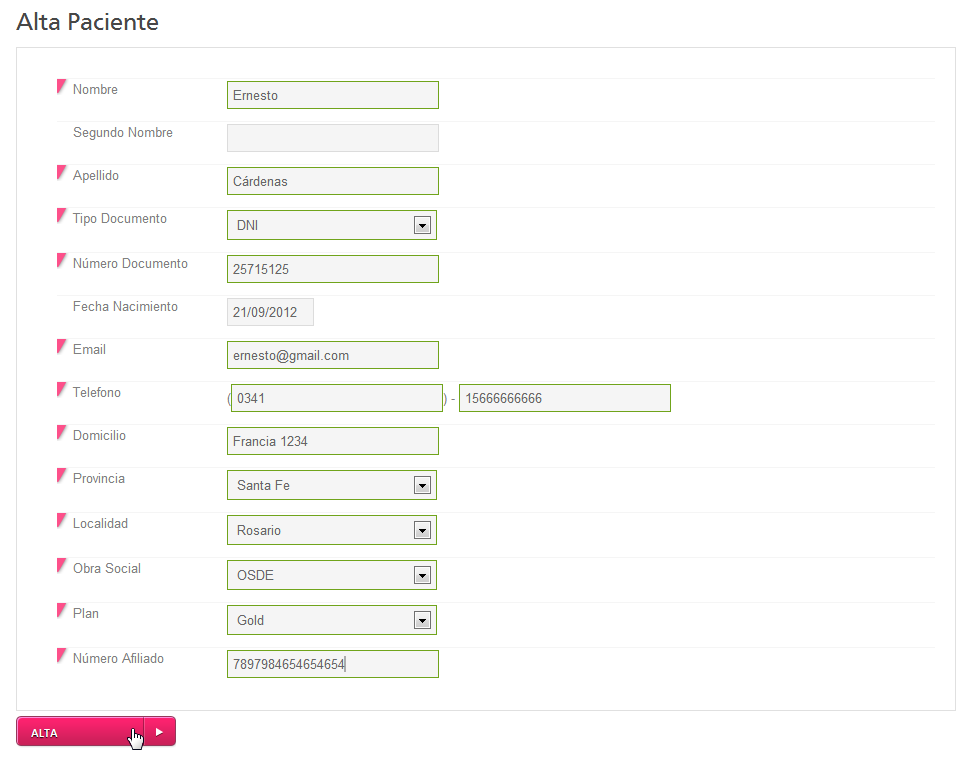 Alta Paciente
Nombre Ernesto
Segundo Nombre
Apellido Cárdenas
Tipo Documento DNI
Número Documento 25715125
Fecha Nacimiento 21/09/2012
Email ernesto@gmail.com
Telefono (0341) - 15666666666
Domicilio Francia 1234
Provincia Santa Fe
Localidad Rosario
Obra Social OSDE
Plan Gold
Número Afiliado 7897984654654654
ALTA